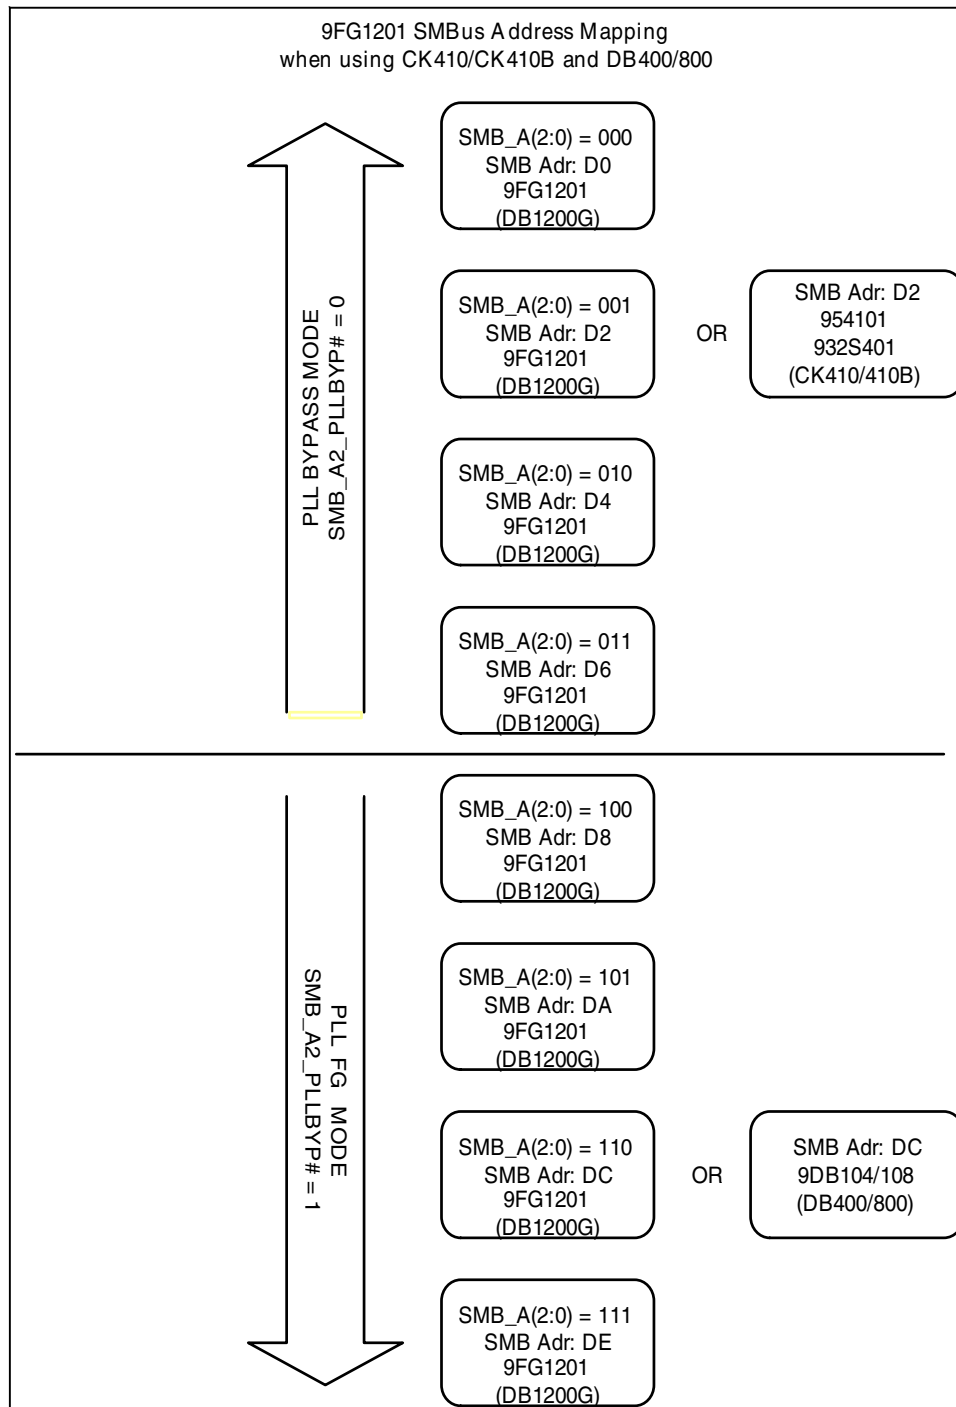 9FG1201 SMBus Address Mapping
when using CK410/CK410B and DB400/800
PLL BYPASS MODE
SMB_A2_PLLBYP# = 0
SMB_A(2:0) = 000
SMB Adr: D0
9FG1201
(DB1200G)
SMB_A(2:0) = 001
SMB Adr: D2
9FG1201
(DB1200G)
OR
SMB Adr: D2
954101
932S401
(CK410/410B)
SMB_A(2:0) = 010
SMB Adr: D4
9FG1201
(DB1200G)
SMB_A(2:0) = 011
SMB Adr: D6
9FG1201
(DB1200G)
PLL FG MODE
SMB_A2_PLLBYP# = 1
SMB_A(2:0) = 100
SMB Adr: D8
9FG1201
(DB1200G)
SMB_A(2:0) = 101
SMB Adr: DA
9FG1201
(DB1200G)
SMB_A(2:0) = 110
SMB Adr: DC
9FG1201
(DB1200G)
OR
SMB Adr: DC
9DB104/108
(DB400/800)
SMB_A(2:0) = 111
SMB Adr: DE
9FG1201
(DB1200G)